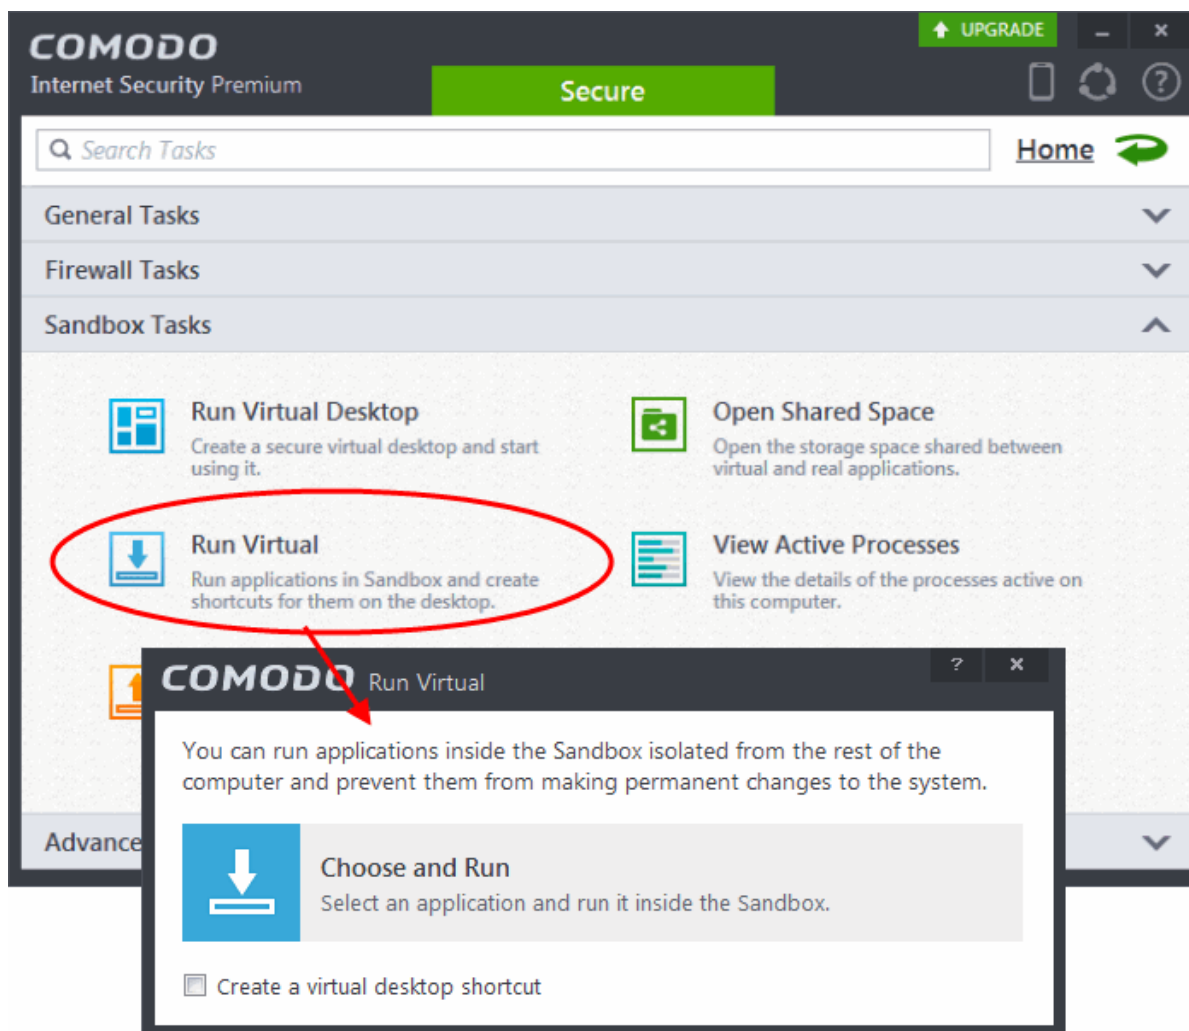 COMODO
Internet Security Premium
UPGRADE
Secure
Search Tasks
Home
General Tasks
Firewall Tasks
Sandbox Tasks
Run Virtual Desktop
Create a secure virtual desktop and start
using it.
Open Shared Space
Open the storage space shared between
virtual and real applications.
Run Virtual
Run applications in Sandbox and create
shortcuts for them on the desktop.
View Active Processes
View the details of the processes active on
this computer.
COMODO Run Virtual
You can run applications inside the Sandbox isolated from the rest of the
computer and prevent them from making permanent changes to the system.
Advance
Choose and Run
Select an application and run it inside the Sandbox.
Create a virtual desktop shortcut